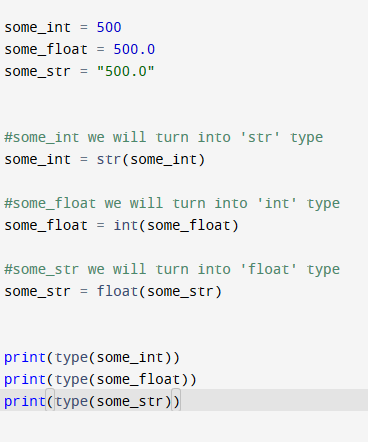 some_int = 500
some_float = 500.0
some_str = "500.0"
#some_int we will turn into 'str' type
some_int = str(some_int)
#some_float we will turn into 'int' type
some_float = int(some_float)
#some_str we will turn into 'float' type
some_str = float(some_str)
print(type(some_int))
print(type(some_float))
print(type(some_str))